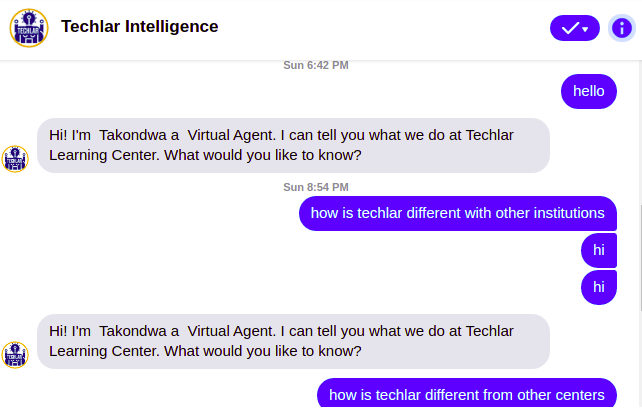 Techlar Intelligence
Sun 6:42 PM
hello
Hi! I'm  Takondwa a  Virtual Agent. I can tell you what we do at Techlar
Learning Center. What would you like to know?
Sun 8:54 PM
how is techlar different with other institutions
hi
hi
Hi! I'm  Takondwa a  Virtual Agent. I can tell you what we do at Techlar
Learning Center. What would you like to know?
how is techlar different from other centers